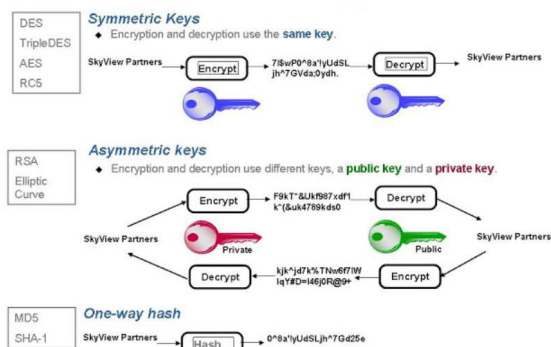 DES
TripleDES
AES
RC5
Symmetric Keys
◆ Encryption and decryption use the same key.
SkyView Partners
Encrypt
7!$wP0^8a'!yUdSL
jh^7GVda;0ydh.
Decrypt
SkyView Partners
RSA
Elliptic
Curve
Asymmetric keys
◆ Encryption and decryption use different keys, a public key and a private key.
Encrypt
F9kT"&Ukf987xdf1
k"(&uk4789kds0
Decrypt
SkyView Partners
Private
Public
SkyView Partners
Decrypt
kjk^jd7k%TNw6f7lW
lqY#D=l46j0R@9+
Encrypt
MD5
SHA-1
One-way hash
SkyView Partners
Hash
0^8a'!yUdSLjh^7Gd25e